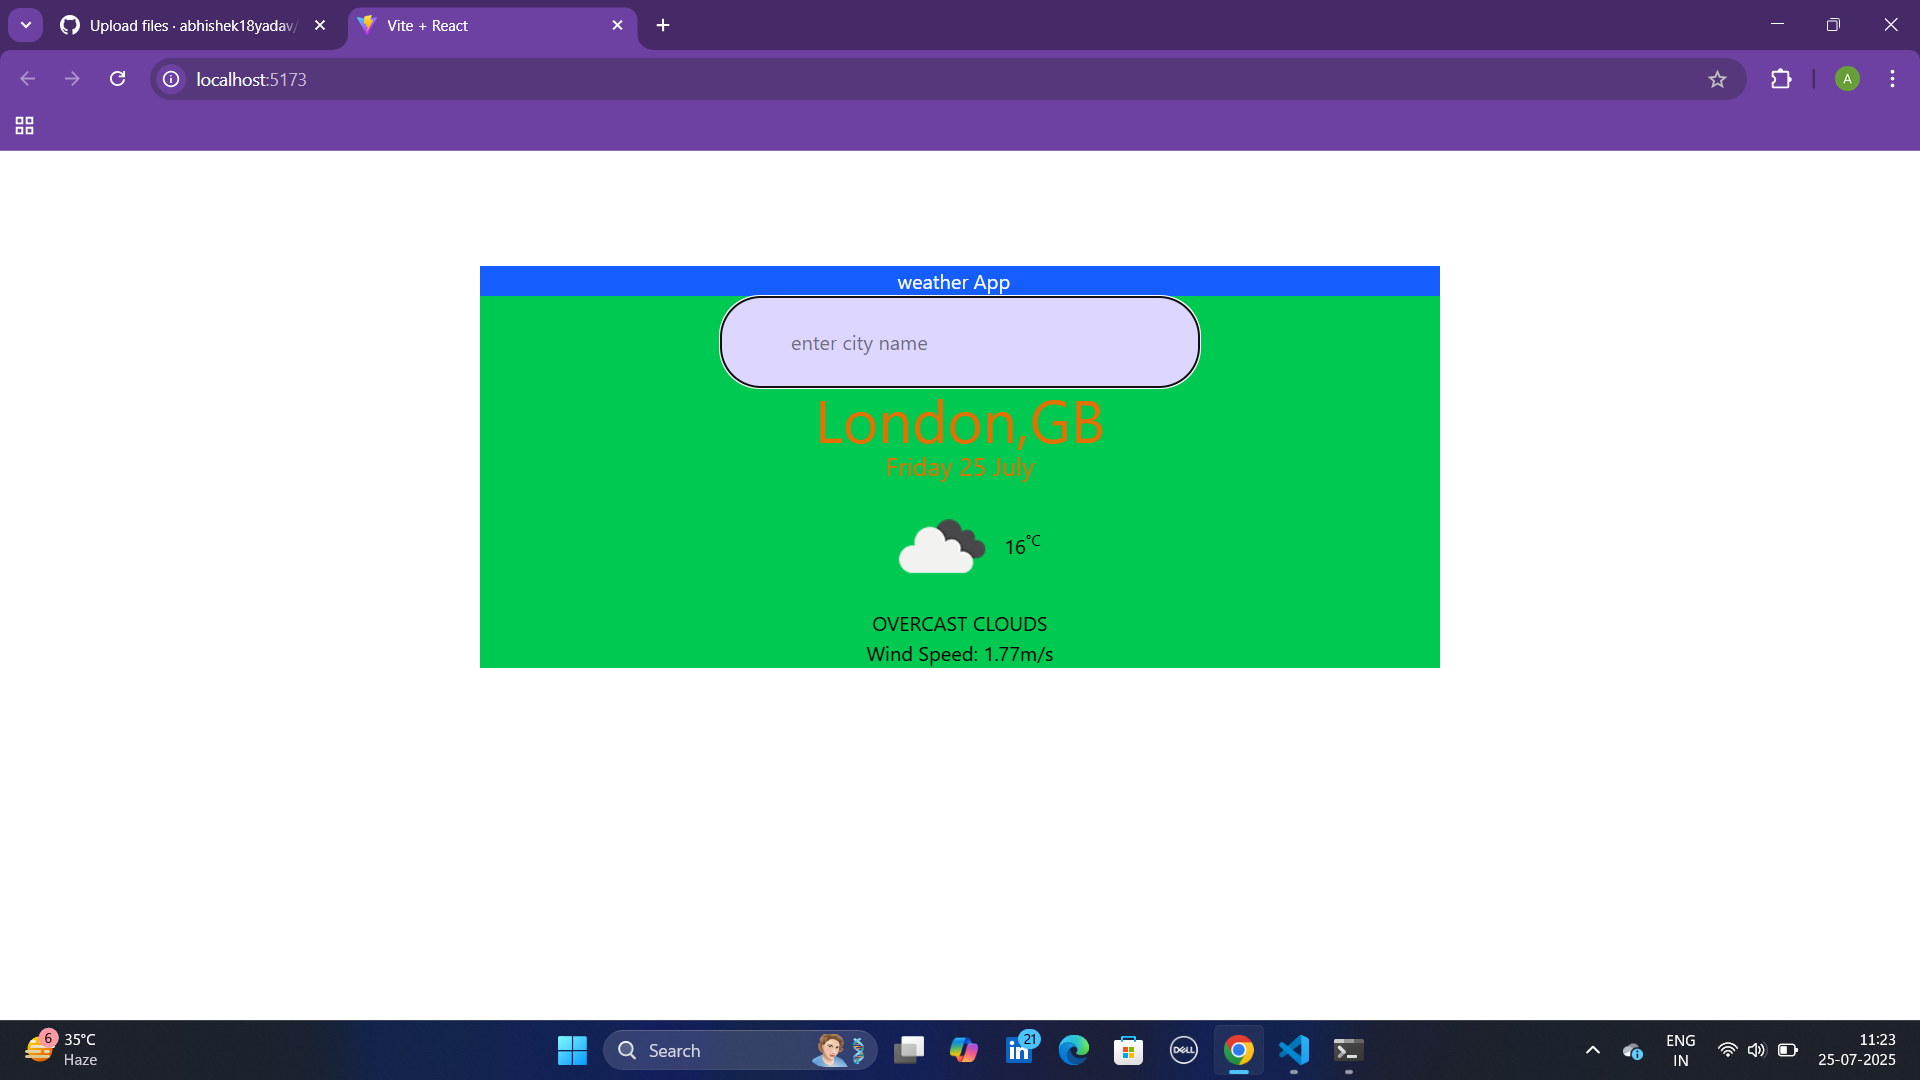 Upload files · abhishek18yadav/
Vite + React
localhost:5173
A
weather App
enter city name
London,GB
Friday 25 July
16°C
OVERCAST CLOUDS
Wind Speed: 1.77m/s
6
35°C
Haze
Search
21
DELL
ENG
IN
11:23
25-07-2025